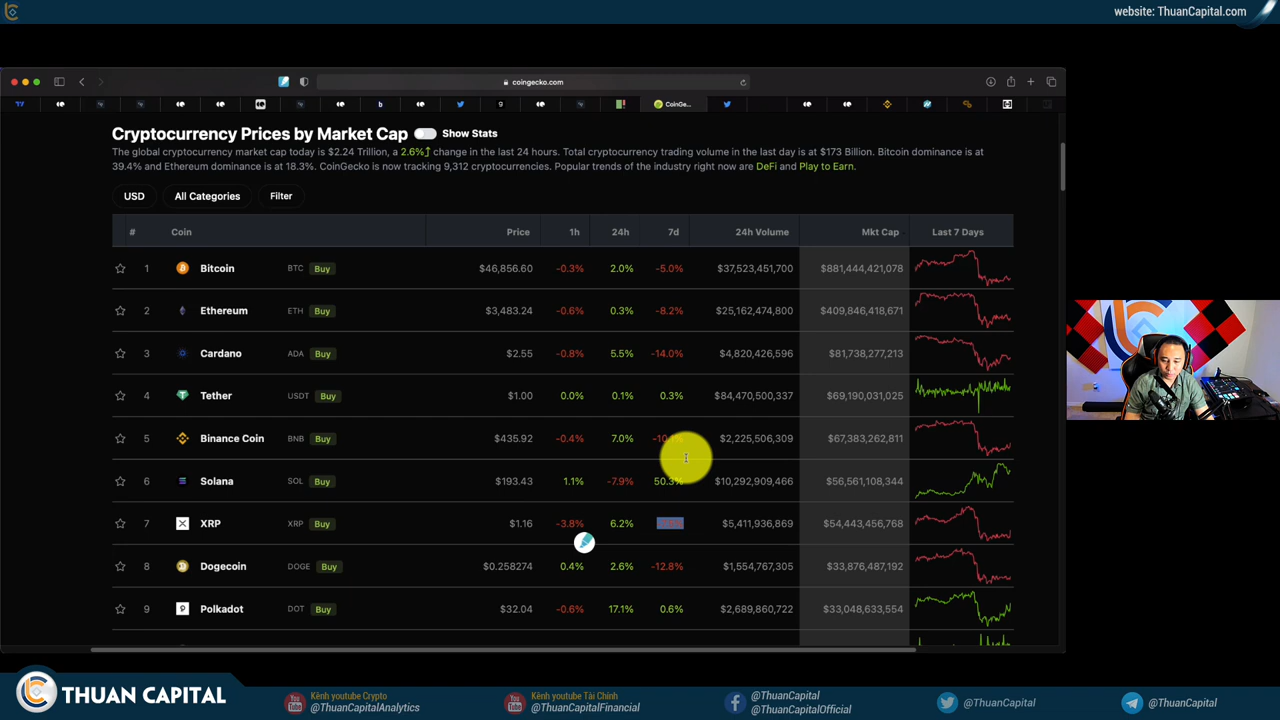 website: ThuanCapital.com
coingecko.com
CoinGe...
Cryptocurrency Prices by Market Cap Show Stats
The global cryptocurrency market cap today is $2.24 Trillion, a 2.6% change in the last 24 hours. Total cryptocurrency trading volume in the last day is at $173 Billion. Bitcoin dominance is at
39.4% and Ethereum dominance is at 18.3%. CoinGecko is now tracking 9,312 cryptocurrencies. Popular trends of the industry right now are DeFi and Play to Earn.
USD All Categories Filter
# Coin Price 1h 24h 7d 24h Volume Mkt Cap Last 7 Days
1 Bitcoin BTC Buy $46,856.60 -0.3% 2.0% -5.0% $37,523,451,700 $881,444,421,078
2 Ethereum ETH Buy $3,483.24 -0.6% 0.3% -8.2% $25,162,474,800 $409,846,418,671
3 Cardano ADA Buy $2.55 -0.8% 5.5% -14.0% $4,820,426,596 $81,738,277,213
4 Tether USDT Buy $1.00 0.0% 0.1% 0.3% $84,470,500,337 $69,190,031,025
5 Binance Coin BNB Buy $435.92 -0.4% 7.0% $2,225,506,309 $67,383,262,811
6 Solana SOL Buy $193.43 1.1% -7.9% 50.3% $10,292,909,466 $56,561,108,344
7 XRP XRP Buy $1.16 -3.8% 6.2% $5,411,936,869 $54,443,456,768
8 Dogecoin DOGE Buy $0.258274 0.4% 2.6% -12.8% $1,554,767,305 $33,876,487,192
9 Polkadot DOT Buy $32.04 -0.6% 17.1% 0.6% $2,689,860,722 $33,048,633,554
THUAN CAPITAL
Kênh youtube Crypto
@ThuanCapitalAnalytics
Kênh youtube Tài Chính
@ThuanCapitalFinancial
@ThuanCapital
@ThuanCapitalOfficial
@ThuanCapital
@ThuanCapital